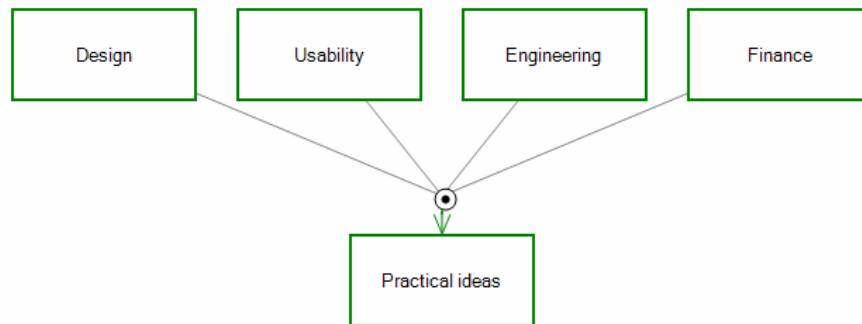 Design
Usability
Engineering
Finance
Practical ideas